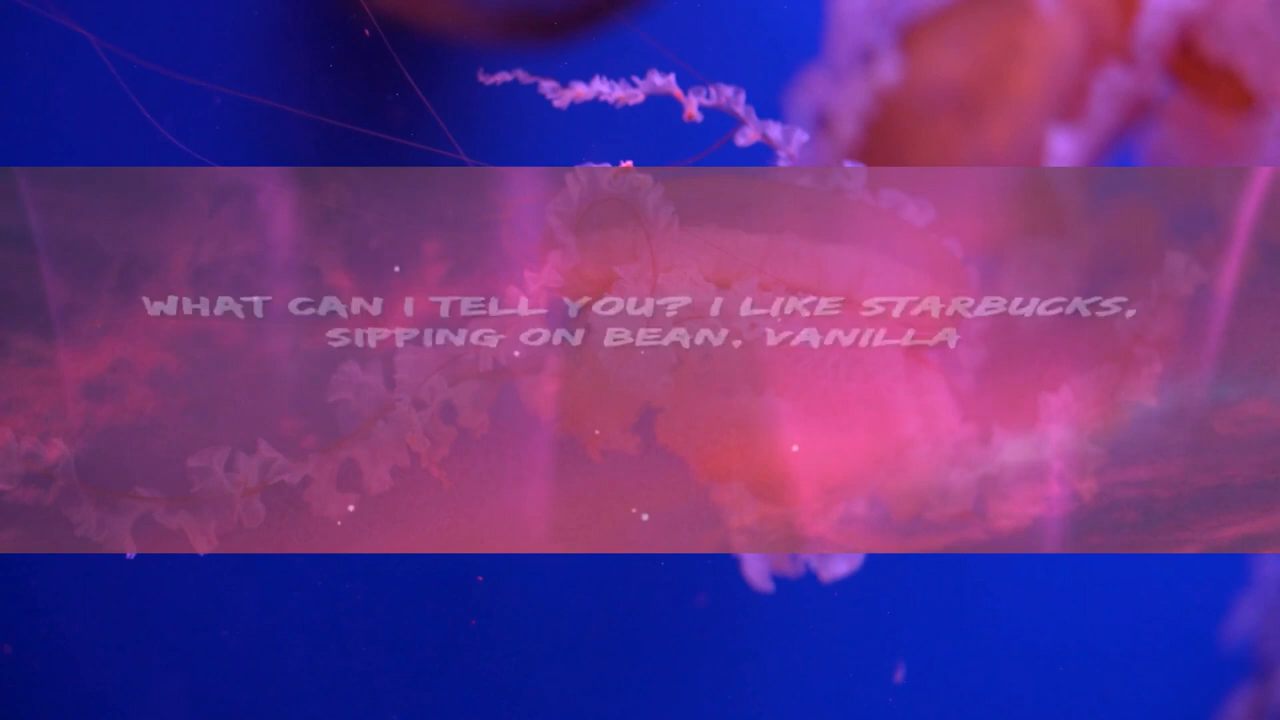 WHAT CAN I TELL YOU? I LIKE STARBUCKS,
SIPPING ON BEAN, VANILLA